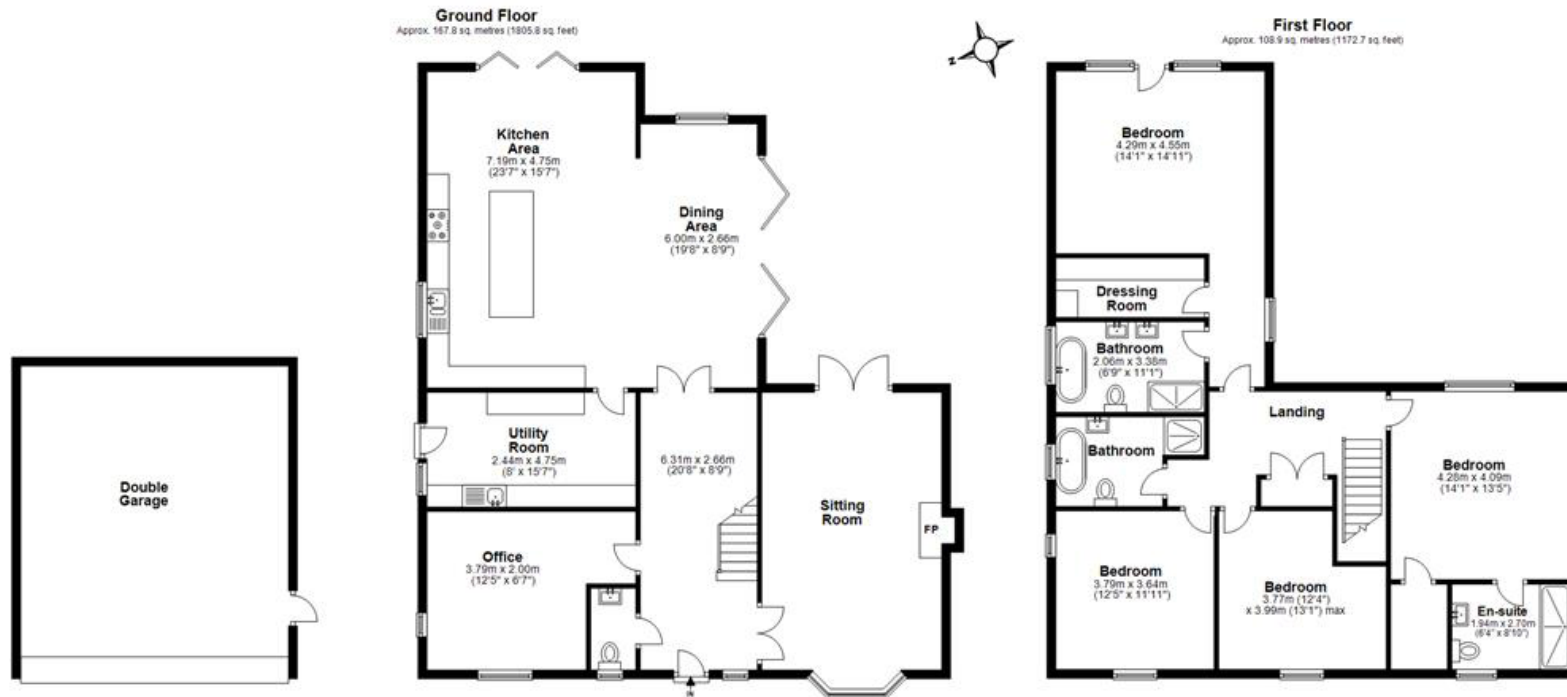 Ground Floor
Approx. 167.8 sq. metres (1805.8 sq. feet)
Kitchen
Area
7.19m x 4.75m
(23'7" x 15'7")
Dining
Area
6.00m x 2.66m
(19'8" x 8'9")
Utility
Room
2.44m x 4.75m
(8' x 15'7")
6.31m x 2.66m
(20'8" x 8'9")
Sitting
Room
FP
Office
3.79m x 2.00m
(12'5" x 6'7")
IN
Double
Garage
N
First Floor
Approx. 108.9 sq. metres (1172.7 sq. feet)
Bedroom
4.29m x 4.55m
(14'1" x 14'11")
Dressing
Room
Bathroom
2.06m x 3.38m
(6'9" x 11'1")
Landing
Bathroom
Bedroom
4.28m x 4.09m
(14'1" x 13'5")
Bedroom
3.79m x 3.64m
(12'5" x 11'11")
Bedroom
3.77m (12'4")
x 3.99m (13'1") max
En-suite
1.94m x 2.70m
(6'4" x 8'10")